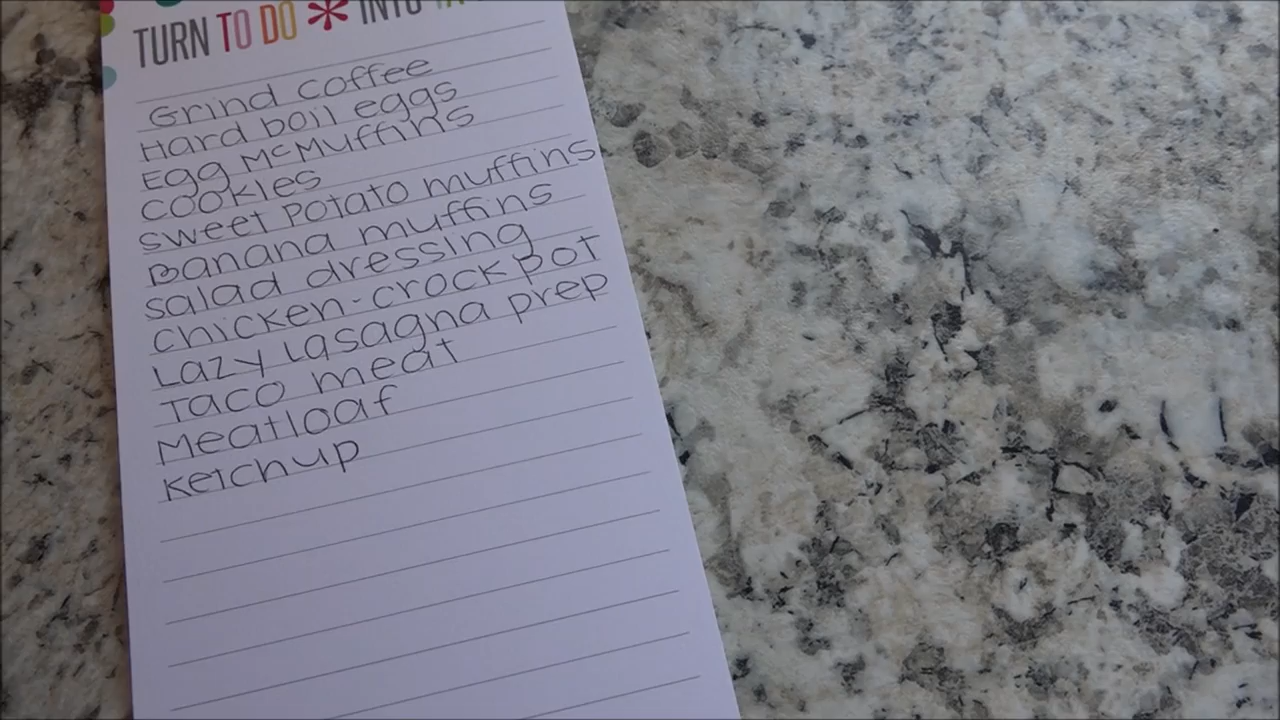 TURN TO DO * INTO
Grind coffee
Hard boil eggs
Egg McMuffins
cookies
sweet potato muffins
Banana muffins
salad dressing
chicken-crockpot
Lazy Lasagna prep
Taco meat
Meatloaf
ketchup